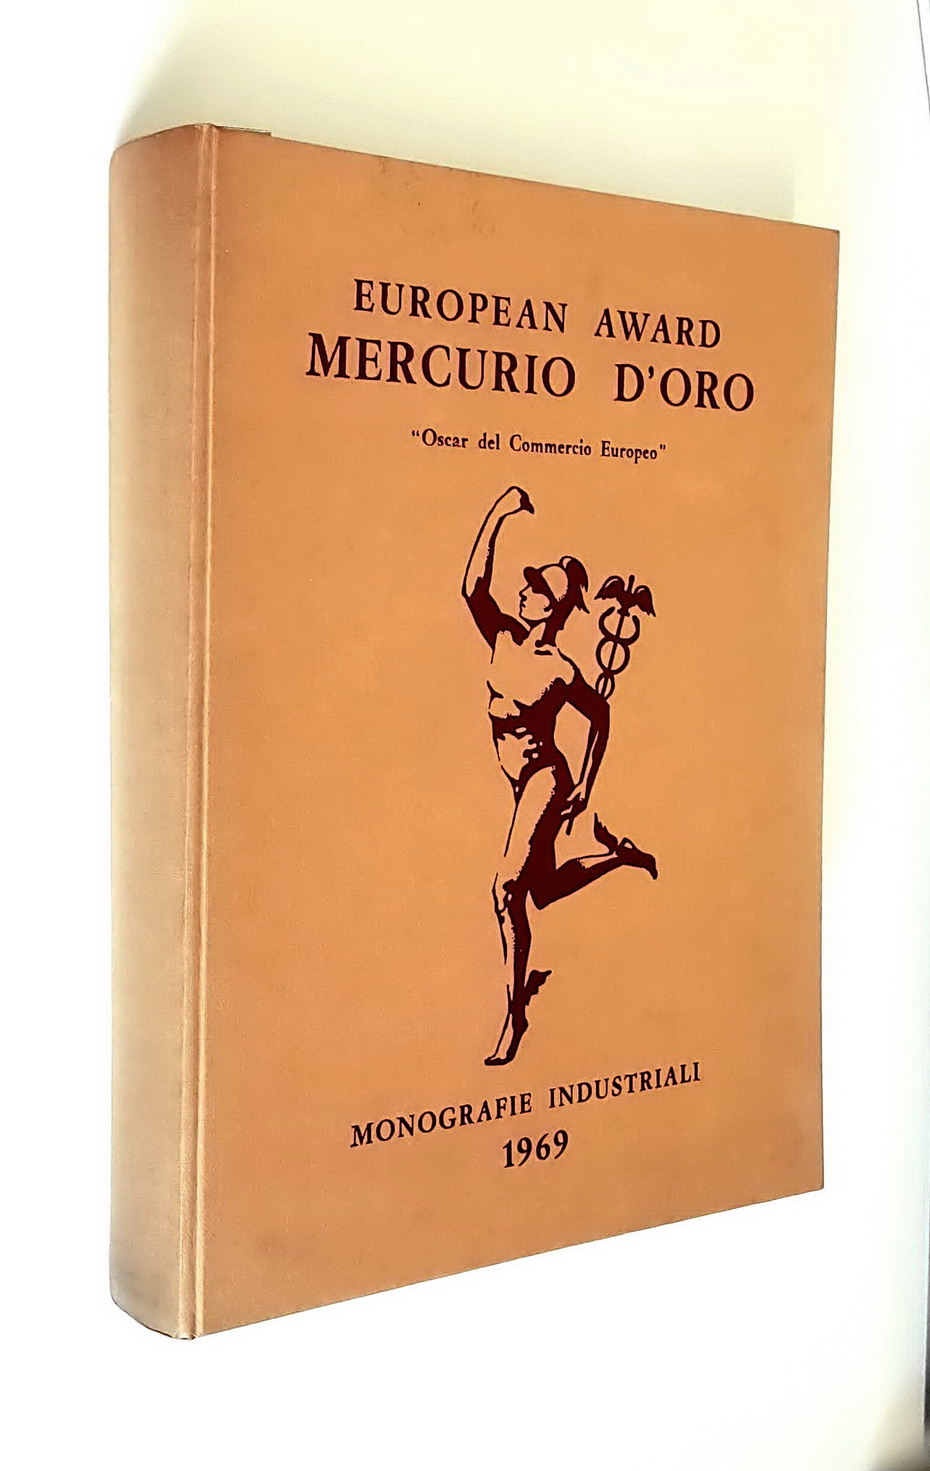 EUROPEAN AWARD
MERCURIO D'ORO
"Oscar del Commercio Europeo"
MONOGRAFIE INDUSTRIALI
1969